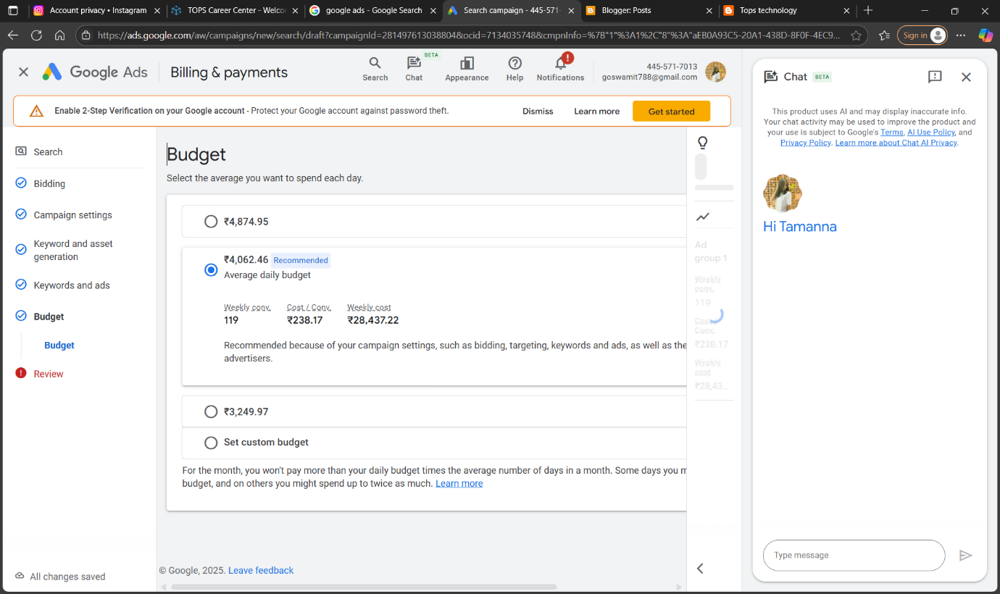 Account privacy • Instagram
TOPS Career Center - Welco
google ads - Google Search
Search campaign - 445-571-
Blogger: Posts
Tops technology
https://ads.google.com/aw/campaigns/new/search/draft?campaignId=281497613038804&ocid=7134035748&cmpnInfo=%7B"1"%3A1%2C"8"%3A"aEB0A93C5-20A1-438D-8F0F-4EC9...
Sign in
Google Ads
Billing & payments
Search
BETA
Chat
Appearance
Help
Notifications
445-571-7013
goswamit788@gmail.com
Enable 2-Step Verification on your Google account - Protect your Google account against password theft.
Dismiss
Learn more
Get started
Search
Bidding
Campaign settings
Keyword and asset
generation
Keywords and ads
Budget
Budget
Review
All changes saved
Budget
Select the average you want to spend each day.
₹4,874.95
₹4,062.46 Recommended
Average daily budget
Weekly conv. Cost / Conv. Weekly cost
119 ₹238.17 ₹28,437.22
Recommended because of your campaign settings, such as bidding, targeting, keywords and ads, as well as the
advertisers.
₹3,249.97
Set custom budget
For the month, you won't pay more than your daily budget times the average number of days in a month. Some days you m
budget, and on others you might spend up to twice as much. Learn more
© Google, 2025. Leave feedback
Ad
group 1
Weekly
conv.
119
Cost /
Conv.
₹238.17
Weekly
cost
₹28,43...
Chat BETA
This product uses AI and may display inaccurate info.
Your chat activity may be used to improve the product and
your use is subject to Google's Terms, AI Use Policy, and
Privacy Policy. Learn more about Chat AI Privacy.
Hi Tamanna
Type message